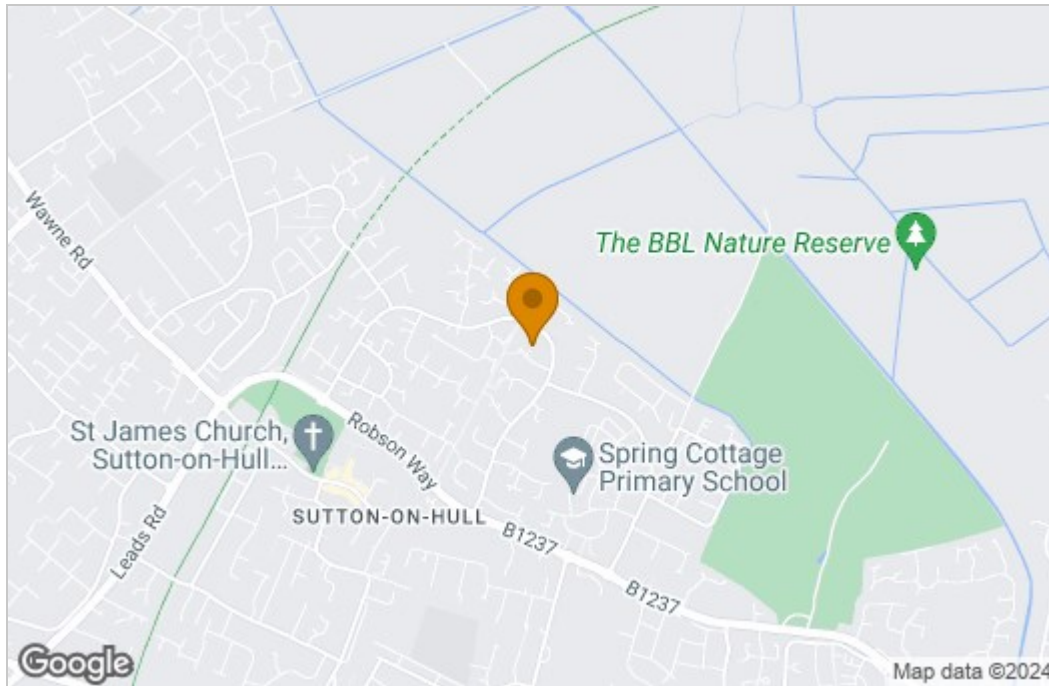 Wawne Rd
The BBL Nature Reserve
St James Church,
Sutton-on-Hull...
Robson Way
Spring Cottage
Primary School
SUTTON-ON-HULL
Leads Rd
B1237
B1237
Google
Map data ©2024